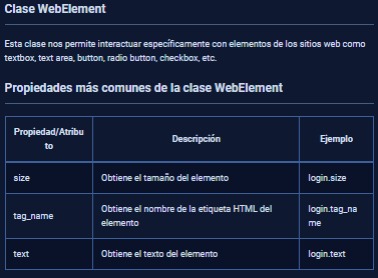 Clase WebElement
Esta clase nos permite interactuar específicamente con elementos de los sitios web como
textbox, text area, button, radio button, checkbox, etc.
Propiedades más comunes de la clase WebElement
Propiedad/Atribu
to
Descripción
Ejemplo
size
Obtiene el tamaño del elemento
login.size
tag_name
Obtiene el nombre de la etiqueta HTML del
elemento
login.tag_na
me
text
Obtiene el texto del elemento
login.text